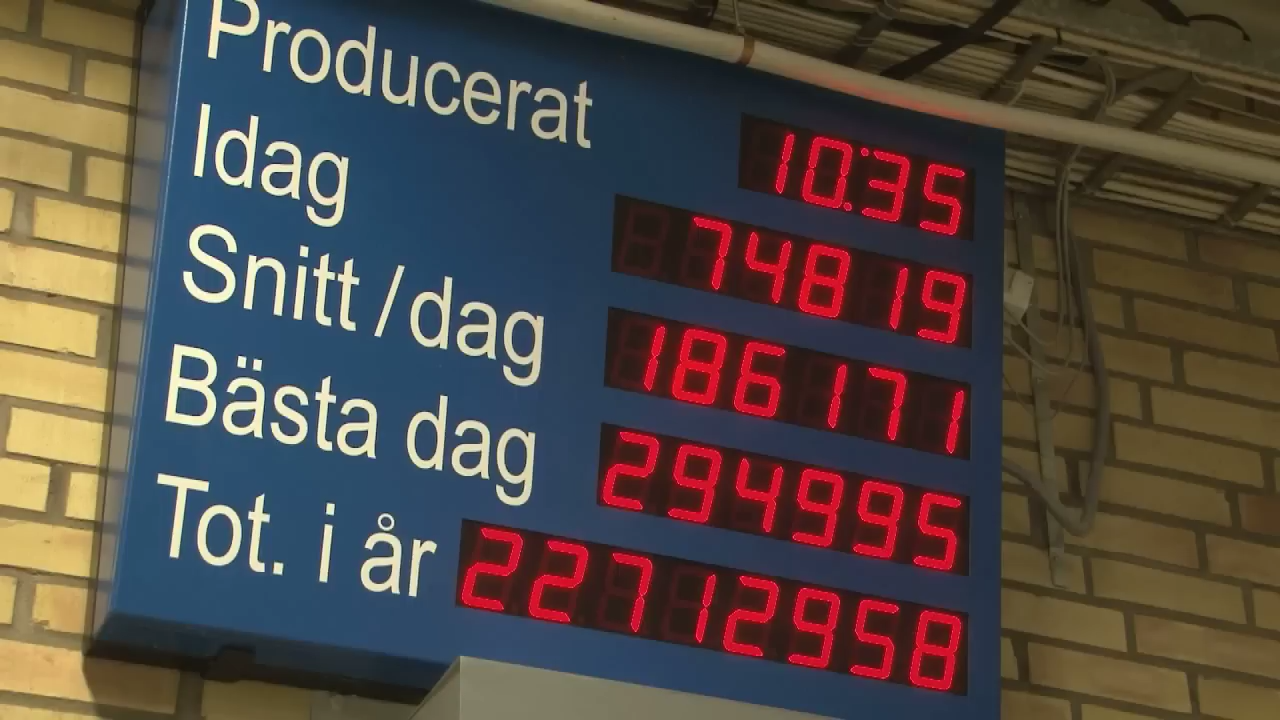 Producerat 10:35
Idag 74819
Snitt / dag 186171
Bästa dag 294995
Tot. i år 22712958